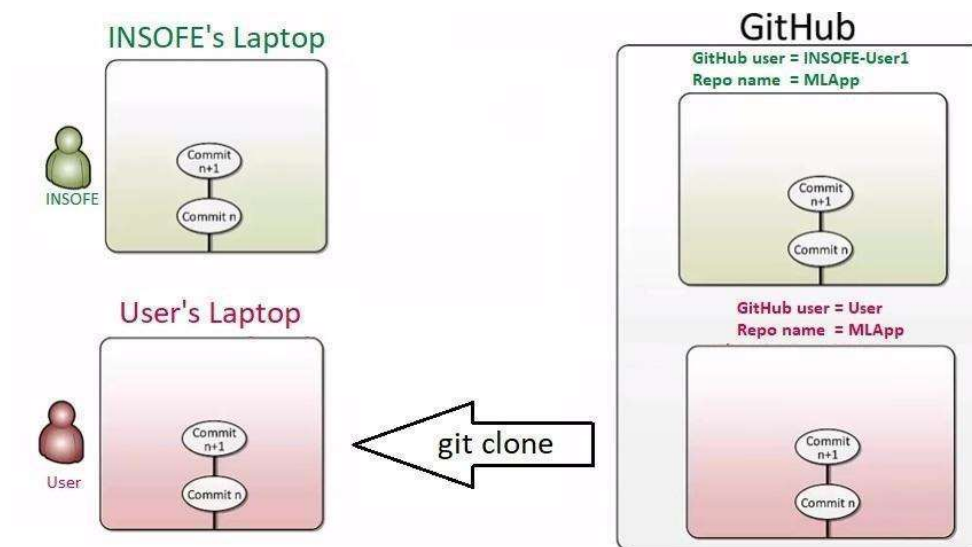 INSOFE's Laptop
Commit
n+1
Commit n
INSOFE
GitHub
GitHub user = INSOFE-User1
Repo name = MLApp
Commit
n+1
Commit n
User's Laptop
Commit
n+1
Commit n
User
git clone
GitHub user = User
Repo name = MLApp
Commit
n+1
Commit n